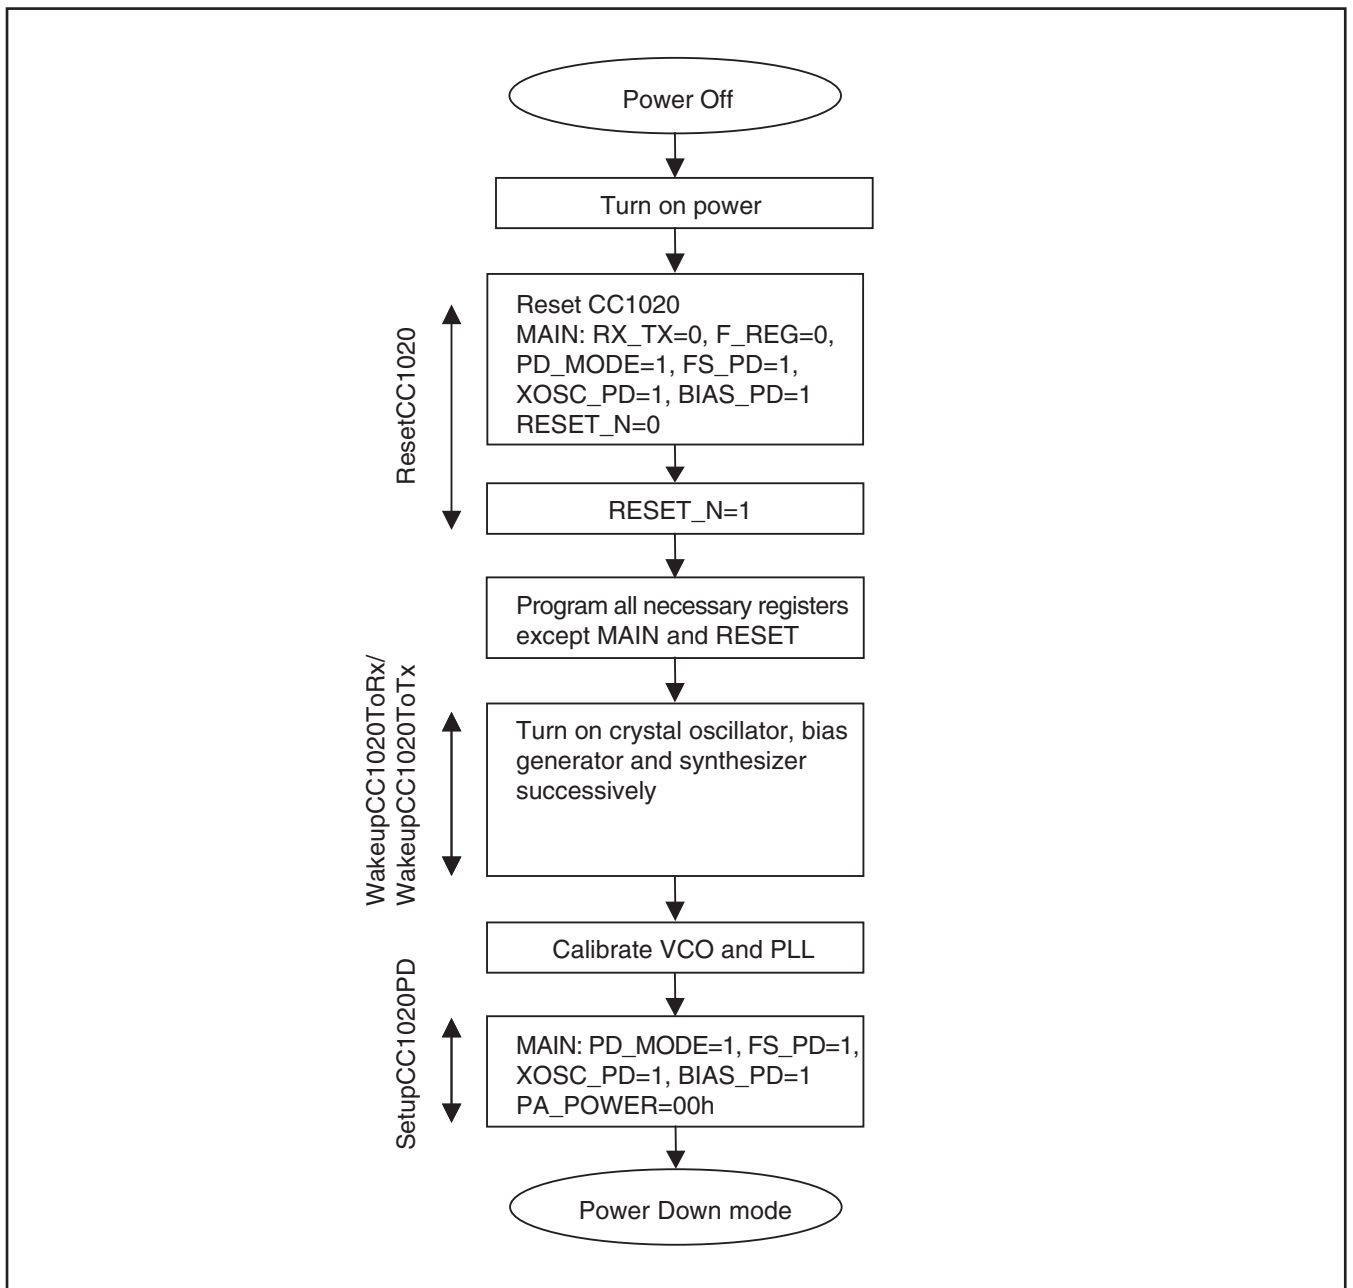 Power Off
Turn on power
ResetCC1020
Reset CC1020
MAIN: RX_TX=0, F_REG=0,
PD_MODE=1, FS_PD=1,
XOSC_PD=1, BIAS_PD=1
RESET_N=0
RESET_N=1
Program all necessary registers
except MAIN and RESET
WakeupCC1020ToRx/
WakeupCC1020ToTx
Turn on crystal oscillator, bias
generator and synthesizer
successively
Calibrate VCO and PLL
SetupCC1020PD
MAIN: PD_MODE=1, FS_PD=1,
XOSC_PD=1, BIAS_PD=1
PA_POWER=00h
Power Down mode